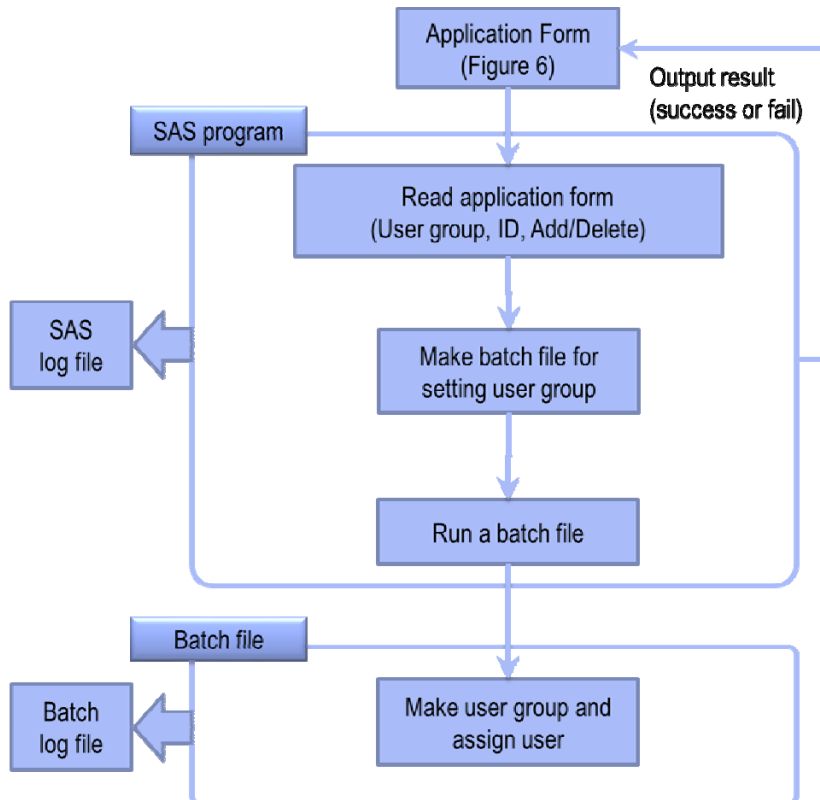 Application Form
(Figure 6)
Output result
(success or fail)
SAS program
Read application form
(User group, ID, Add/Delete)
SAS
log file
Make batch file for
setting user group
Run a batch file
Batch file
Batch
log file
Make user group and
assign user